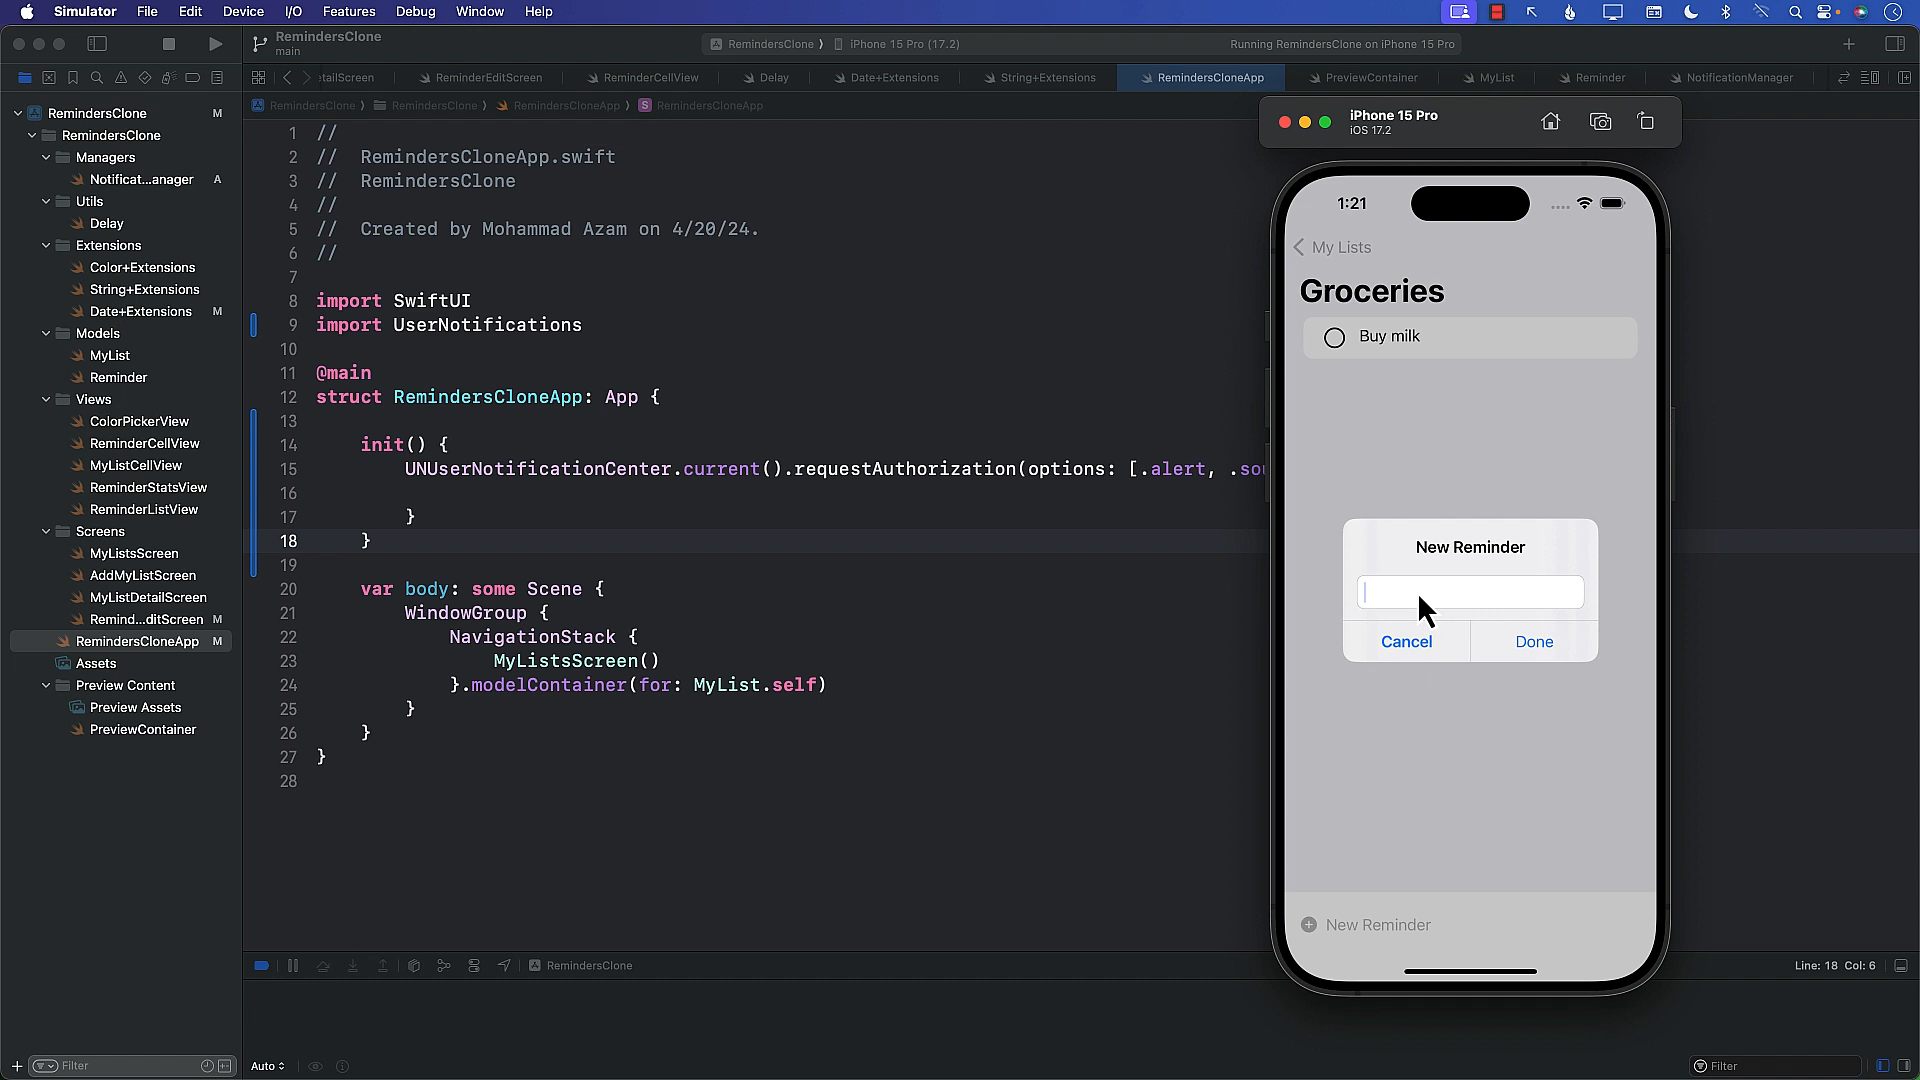 Simulator File Edit View Device I/O Features Debug Window Help
RemindersClone
main
RemindersClone iPhone 15 Pro (17.2)
Running RemindersClone on iPhone 15 Pro
etailScreen ReminderEditScreen ReminderCellView Delay Date+Extensions String+Extensions RemindersCloneApp PreviewContainer MyList Reminder NotificationManager
RemindersClone RemindersClone RemindersCloneApp S RemindersCloneApp
RemindersClone M
RemindersClone
Managers
Notificat...anager A
Utils
Delay
Extensions
Color+Extensions
String+Extensions
Date+Extensions M
Models
MyList
Reminder
Views
ColorPickerView
ReminderCellView
MyListCellView
ReminderStatsView
ReminderListView
Screens
MyListsScreen
AddMyListScreen
MyListDetailScreen
Remind...ditScreen M
RemindersCloneApp M
Assets
Preview Content
Preview Assets
PreviewContainer
Filter
1 //
2 // RemindersCloneApp.swift
3 // RemindersClone
4 //
5 // Created by Mohammad Azam on 4/20/24.
6 //
7
8 import SwiftUI
9 import UserNotifications
10
11 @main
12 struct RemindersCloneApp: App {
13
14 init() {
15 UNUserNotificationCenter.current().requestAuthorization(options: [.alert, .sou
16
17 }
18 }
19
20 var body: some Scene {
21 WindowGroup {
22 NavigationStack {
23 MyListsScreen()
24 }.modelContainer(for: MyList.self)
25 }
26 }
27 }
28
iPhone 15 Pro
iOS 17.2
1:21
My Lists
Groceries
Buy milk
New Reminder
Cancel Done
New Reminder
RemindersClone
Line: 18 Col: 6
Auto
Filter